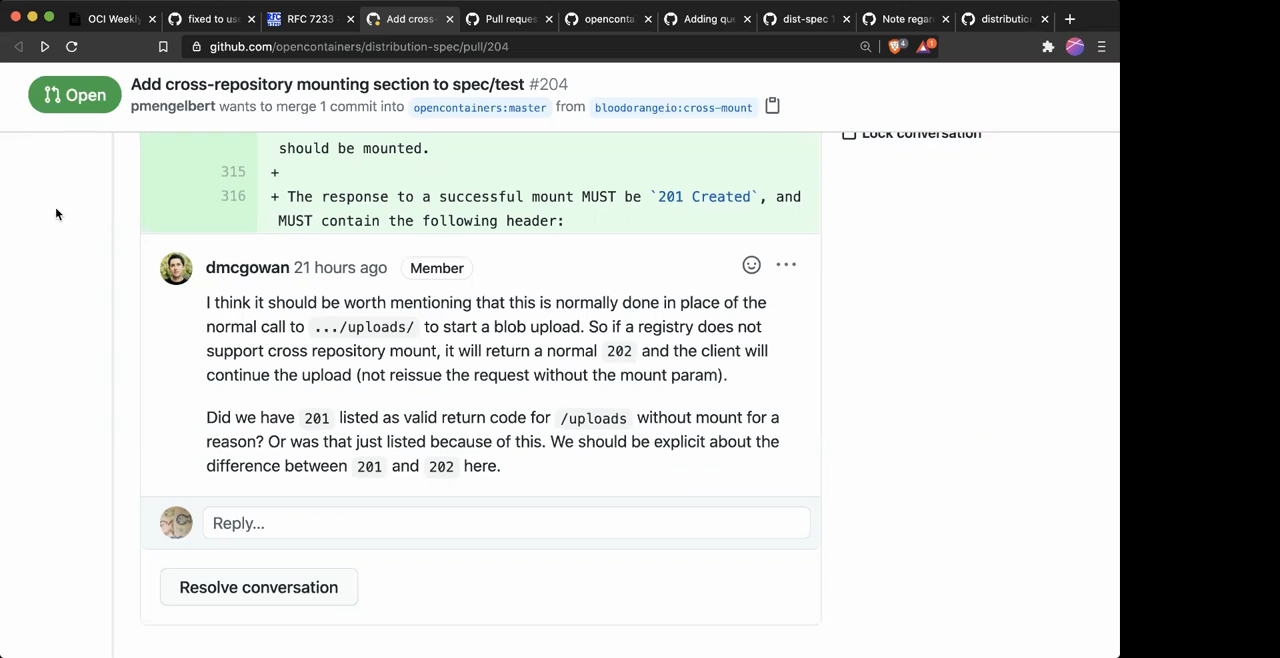 OCI Weekly
fixed to use
RFC 7233
Add cross-
Pull reques
openconta
Adding que
dist-spec 1
Note regar
distribution
github.com/opencontainers/distribution-spec/pull/204
4
1
Open
Add cross-repository mounting section to spec/test #204
pmengelbert wants to merge 1 commit into opencontainers:master from bloodorangeio:cross-mount
Lock conversation
should be mounted.
315 +
316 + The response to a successful mount MUST be `201 Created`, and
MUST contain the following header:
dmcgowan 21 hours ago Member
I think it should be worth mentioning that this is normally done in place of the
normal call to .../uploads/ to start a blob upload. So if a registry does not
support cross repository mount, it will return a normal 202 and the client will
continue the upload (not reissue the request without the mount param).
Did we have 201 listed as valid return code for /uploads without mount for a
reason? Or was that just listed because of this. We should be explicit about the
difference between 201 and 202 here.
Reply...
Resolve conversation